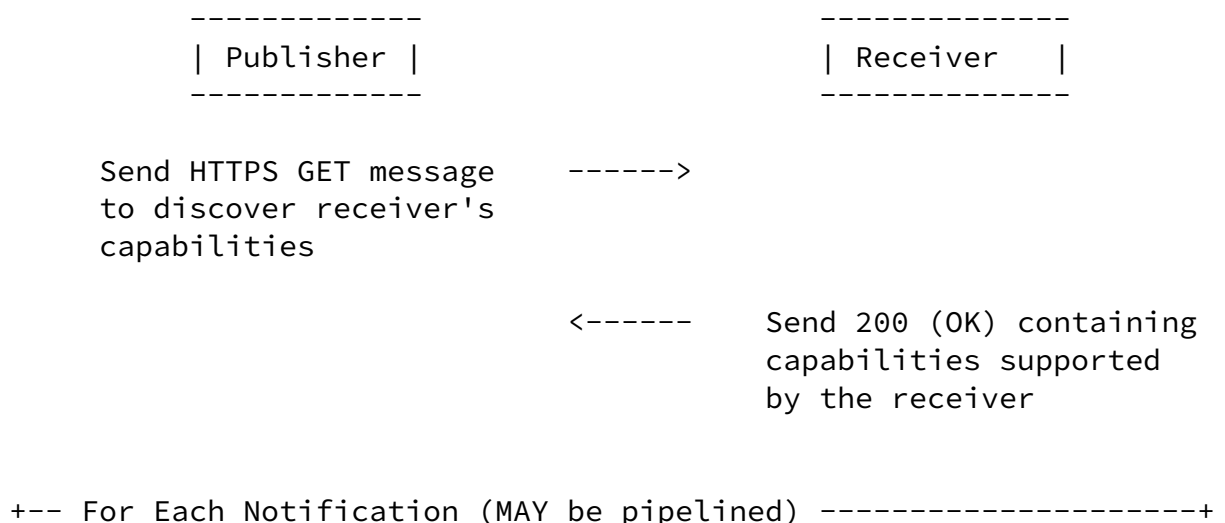 -------------                       --------------
| Publisher |                       | Receiver   |
-------------                       --------------
Send HTTPS GET message    ------>
to discover receiver's
capabilities
<------    Send 200 (OK) containing
capabilities supported
by the receiver
+-- For Each Notification (MAY be pipelined) ---------------------+